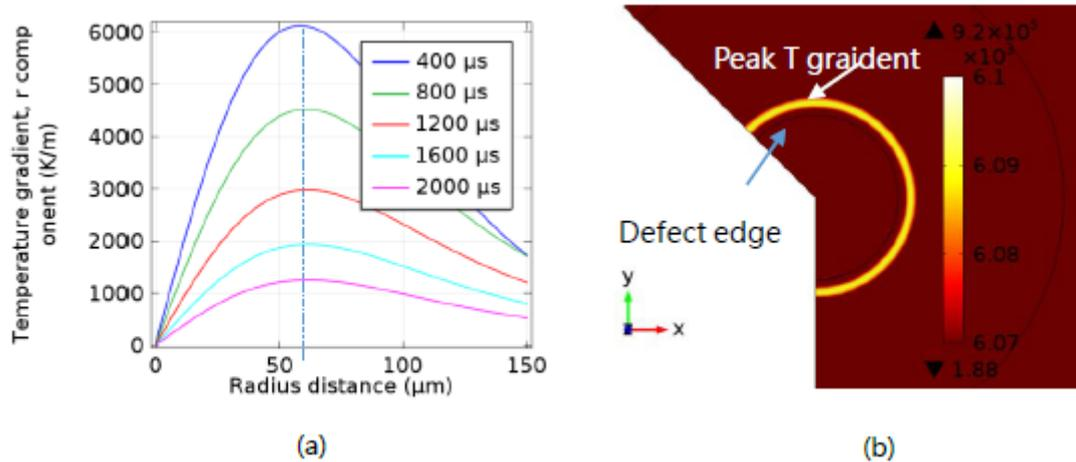 Temperature gradient, r comp
onent (K/m)
6000
5000
4000
3000
2000
1000
0
400 µs
800 µs
1200 µs
1600 µs
2000 µs
0
50
100
150
Radius distance (µm)
(a)
Peak T graident
Defect edge
y
x
▲ 9.2×10³
×10³
6.1
6.09
6.08
6.07
▼ 1.88
(b)